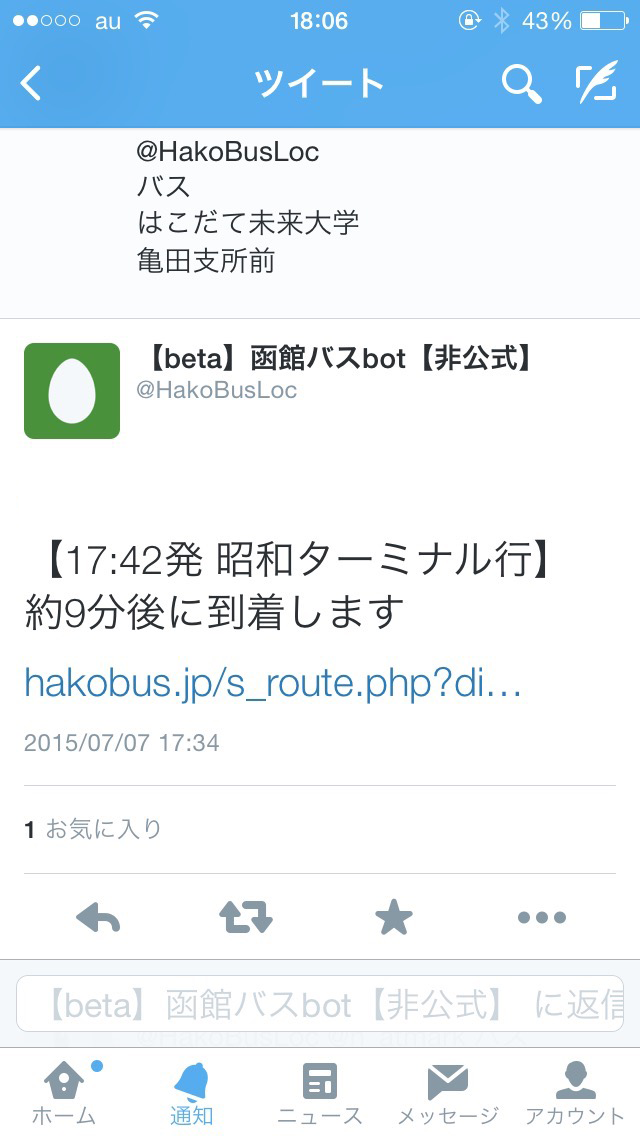 au 18:06 43%
ツイート
@HakoBusLoc
バス
はこだて未来大学
亀田支所前
【beta】函館バスbot【非公式】
@HakoBusLoc
【17:42発 昭和ターミナル行】
約9分後に到着します
hakobus.jp/s_route.php?di...
2015/07/07 17:34
1 お気に入り
【beta】函館バスbot【非公式】 に返信
ホーム 通知 ニュース メッセージ アカウント